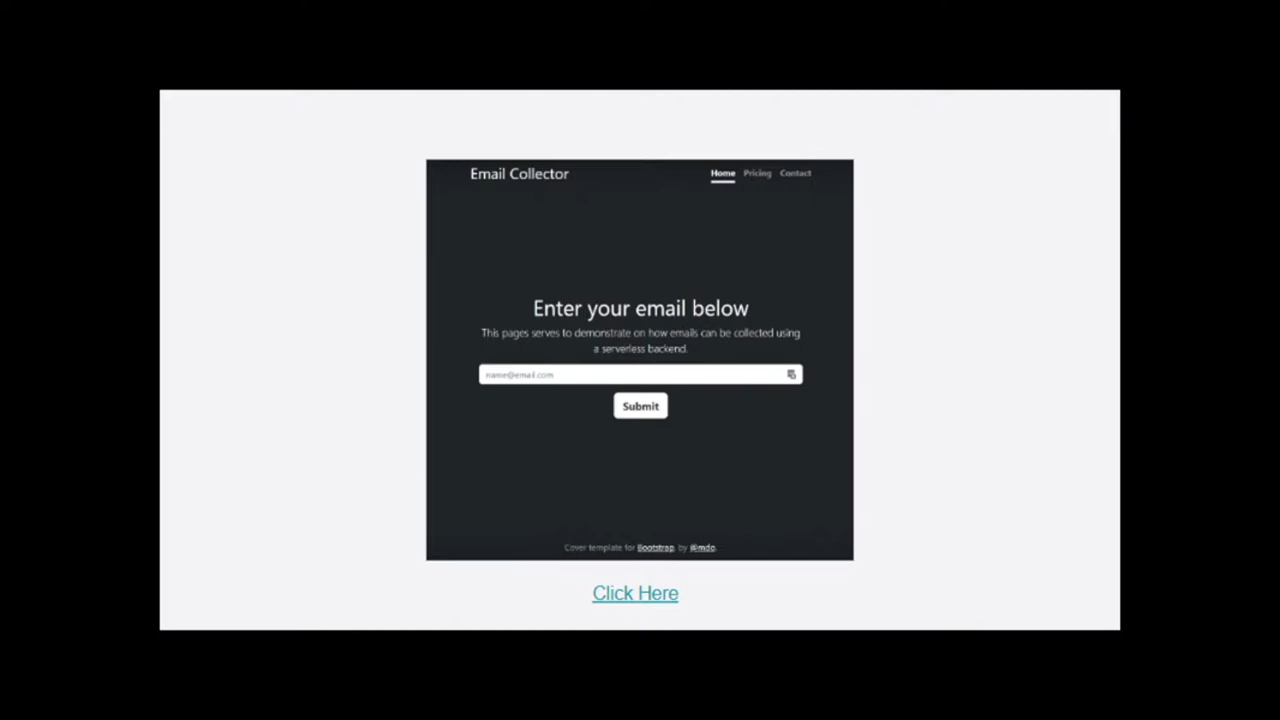 Email Collector
Home Pricing Contact
Enter your email below
This pages serves to demonstrate on how emails can be collected using
a serverless backend.
name@email.com
Submit
Cover template for Bootstrap, by @mdo.
Click Here